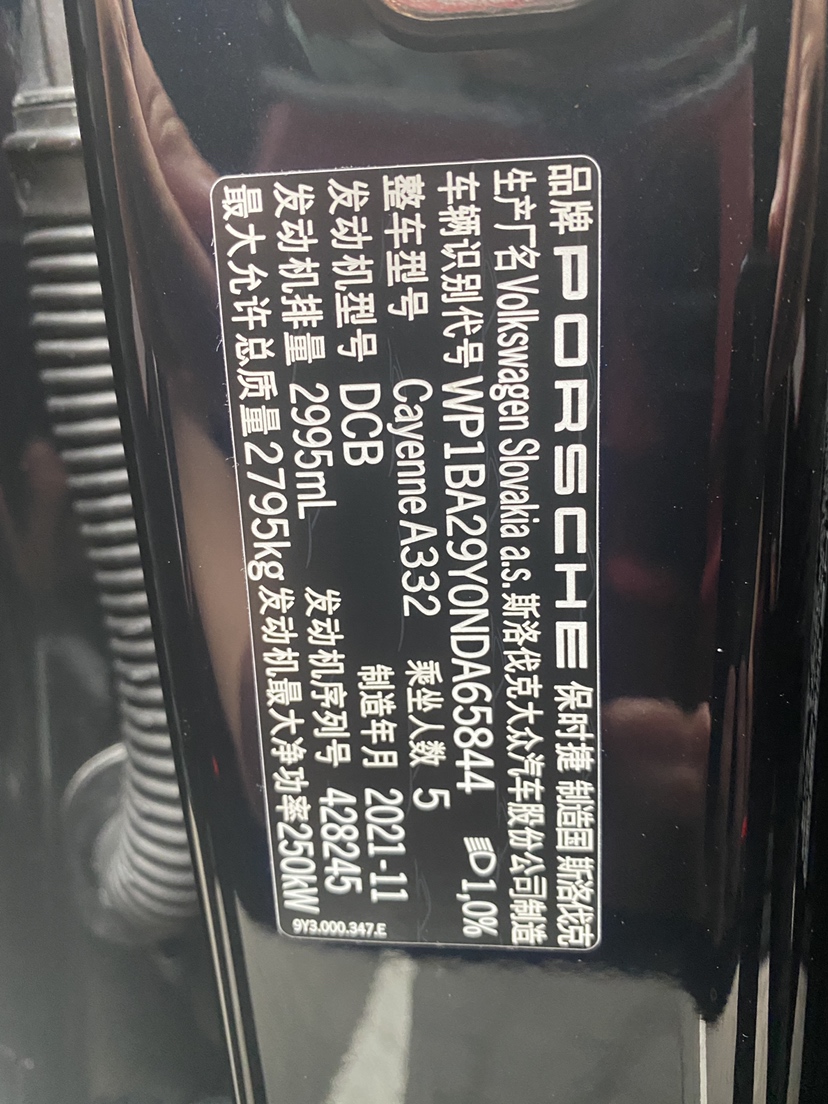 品牌 PORSCHE 保时捷 制造国 斯洛伐克
生产厂名 Volkswagen Slovakia a.s. 斯洛伐克大众汽车股份公司制造
车辆识别代号 WP1BA29Y0NDA65844 1,0%
整车型号 Cayenne A332 乘坐人数 5
发动机型号 DCB 制造年月 2021-11
发动机排量 2995mL 发动机序列号 428245
最大允许总质量 2795kg 发动机最大净功率 250kW
9Y3.000.347.E